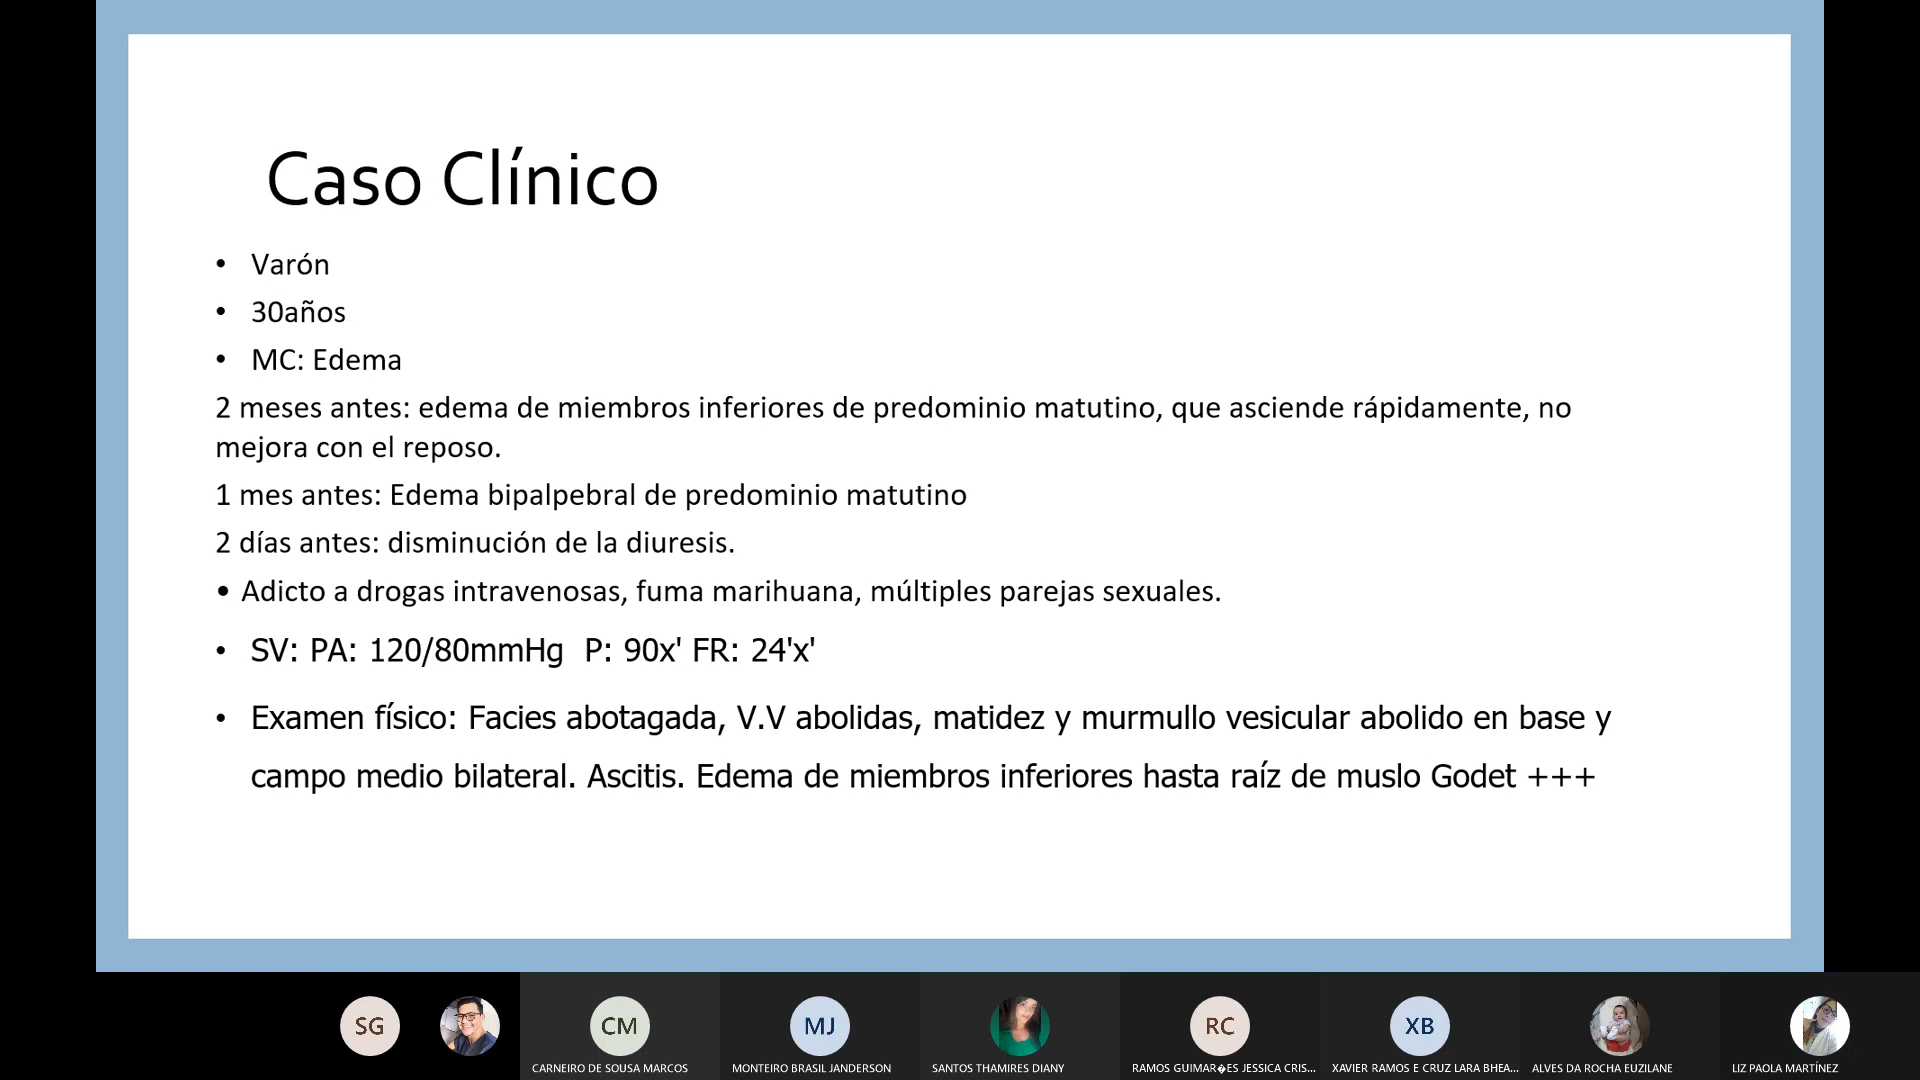 Caso Clínico
• Varón
• 30años
• MC: Edema
2 meses antes: edema de miembros inferiores de predominio matutino, que asciende rápidamente, no
mejora con el reposo.
1 mes antes: Edema bipalpebral de predominio matutino
2 días antes: disminución de la diuresis.
• Adicto a drogas intravenosas, fuma marihuana, múltiples parejas sexuales.
• SV: PA: 120/80mmHg P: 90x' FR: 24'x'
• Examen físico: Facies abotagada, V.V abolidas, matidez y murmullo vesicular abolido en base y
campo medio bilateral. Ascitis. Edema de miembros inferiores hasta raíz de muslo Godet +++
SG
CM
MJ
RC
XB
CARNEIRO DE SOUSA MARCOS
MONTEIRO BRASIL JANDERSON
SANTOS THAMIRES DIANY
RAMOS GUIMAR�ES JESSICA CRIS...
XAVIER RAMOS E CRUZ LARA BHEA...
ALVES DA ROCHA EUZILANE
LIZ PAOLA MARTÍNEZ